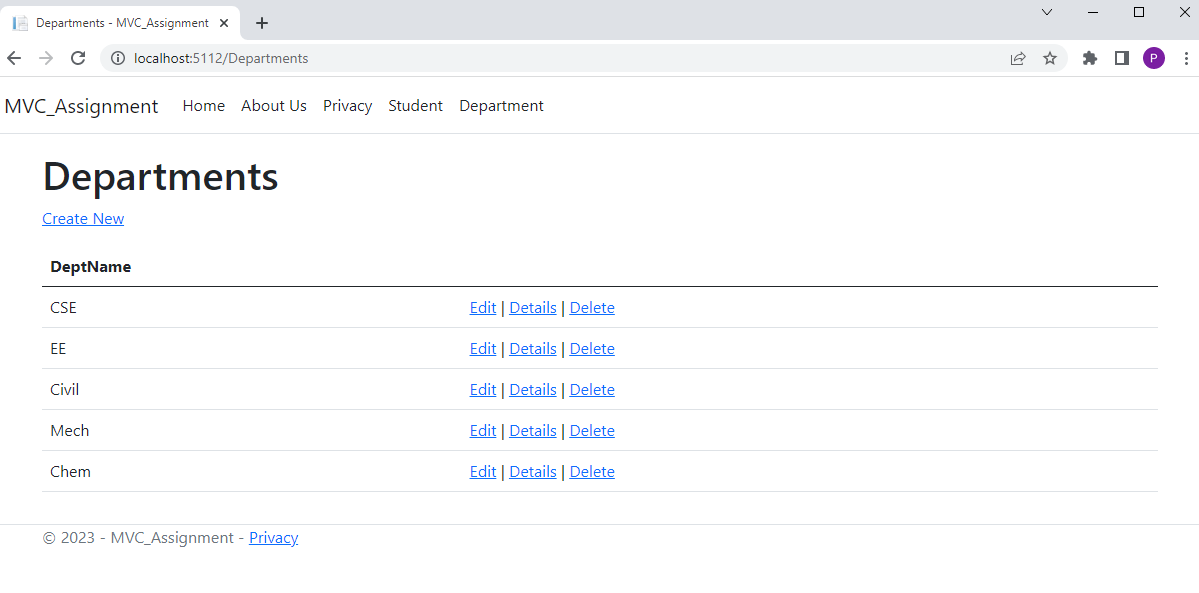 Departments - MVC_Assignment
localhost:5112/Departments
P
MVC_Assignment Home About Us Privacy Student Department
Departments
Create New
DeptName
CSE Edit | Details | Delete
EE Edit | Details | Delete
Civil Edit | Details | Delete
Mech Edit | Details | Delete
Chem Edit | Details | Delete
© 2023 - MVC_Assignment - Privacy